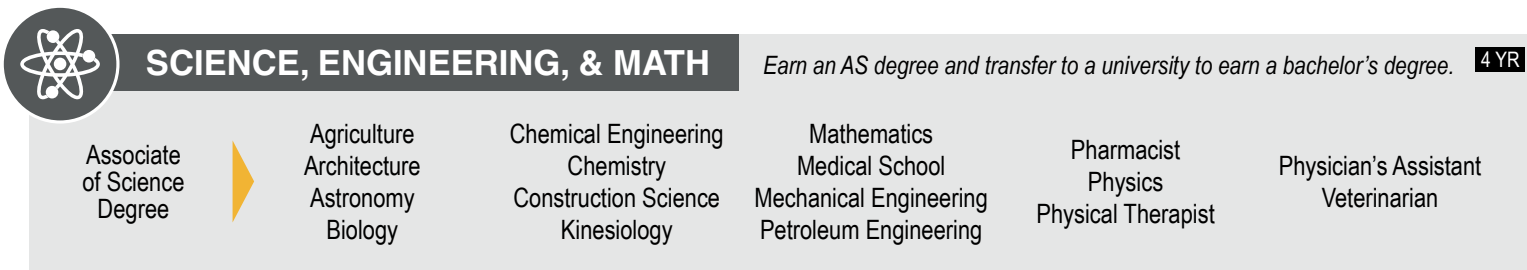 SCIENCE, ENGINEERING, & MATH
Earn an AS degree and transfer to a university to earn a bachelor's degree.
4 YR
Associate
of Science
Degree
Agriculture
Architecture
Astronomy
Biology
Chemical Engineering
Chemistry
Construction Science
Kinesiology
Mathematics
Medical School
Mechanical Engineering
Petroleum Engineering
Pharmacist
Physics
Physical Therapist
Physician's Assistant
Veterinarian